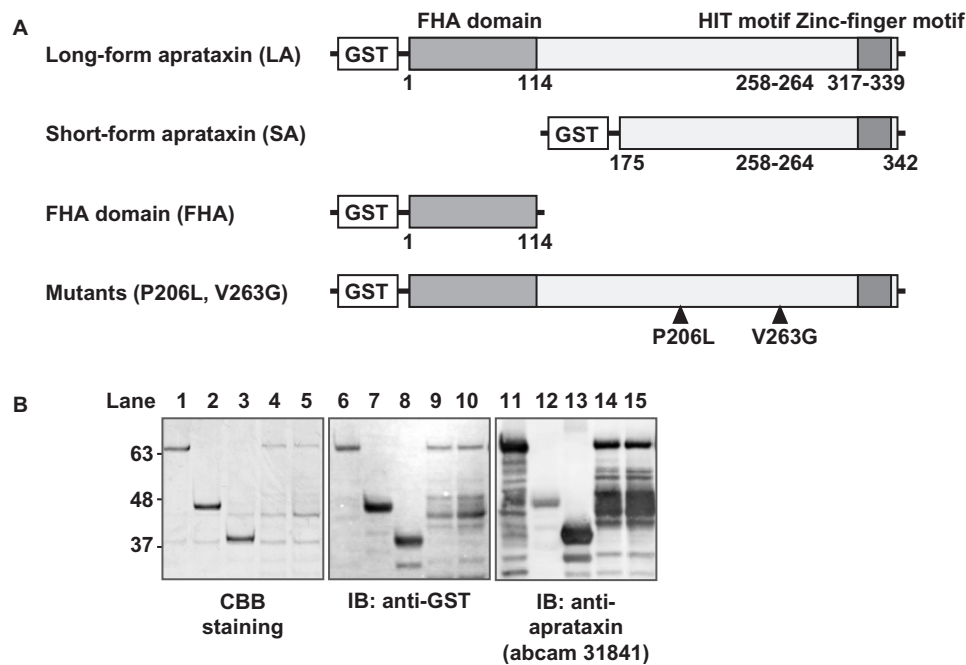 A
FHA domain
HIT motif Zinc-finger motif
Long-form aprataxin (LA)
GST
1
114
258-264
317-339
Short-form aprataxin (SA)
GST
175
258-264
342
FHA domain (FHA)
GST
1
114
Mutants (P206L, V263G)
GST
P206L
V263G
B
Lane 1 2 3 4 5 6 7 8 9 10 11 12 13 14 15
63
48
37
CBB
staining
IB: anti-GST
IB: anti-
aprataxin
(abcam 31841)